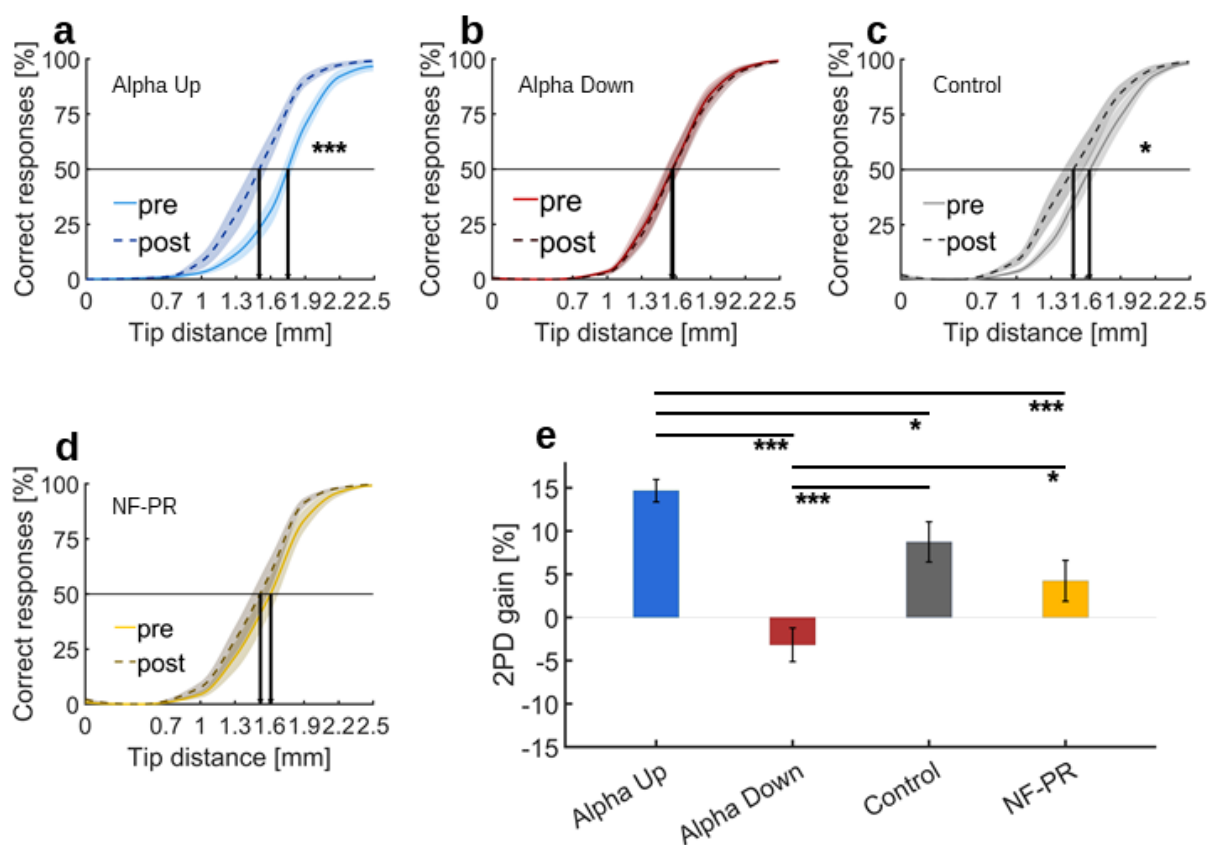 a
Correct responses [%]
100
75
50
25
0
Alpha Up
***
pre
post
0 0.7 1 1.3 1.6 1.9 2.2 2.5
Tip distance [mm]
b
Correct responses [%]
100
75
50
25
0
Alpha Down
pre
post
0 0.7 1 1.3 1.6 1.9 2.2 2.5
Tip distance [mm]
c
Correct responses [%]
100
75
50
25
0
Control
*
pre
post
0 0.7 1 1.3 1.6 1.9 2.2 2.5
Tip distance [mm]
d
Correct responses [%]
100
75
50
25
0
NF-PR
pre
post
0 0.7 1 1.3 1.6 1.9 2.2 2.5
Tip distance [mm]
e
***
*
***
*
***
2PD gain [%]
15
10
5
0
-5
-10
-15
Alpha Up
Alpha Down
Control
NF-PR